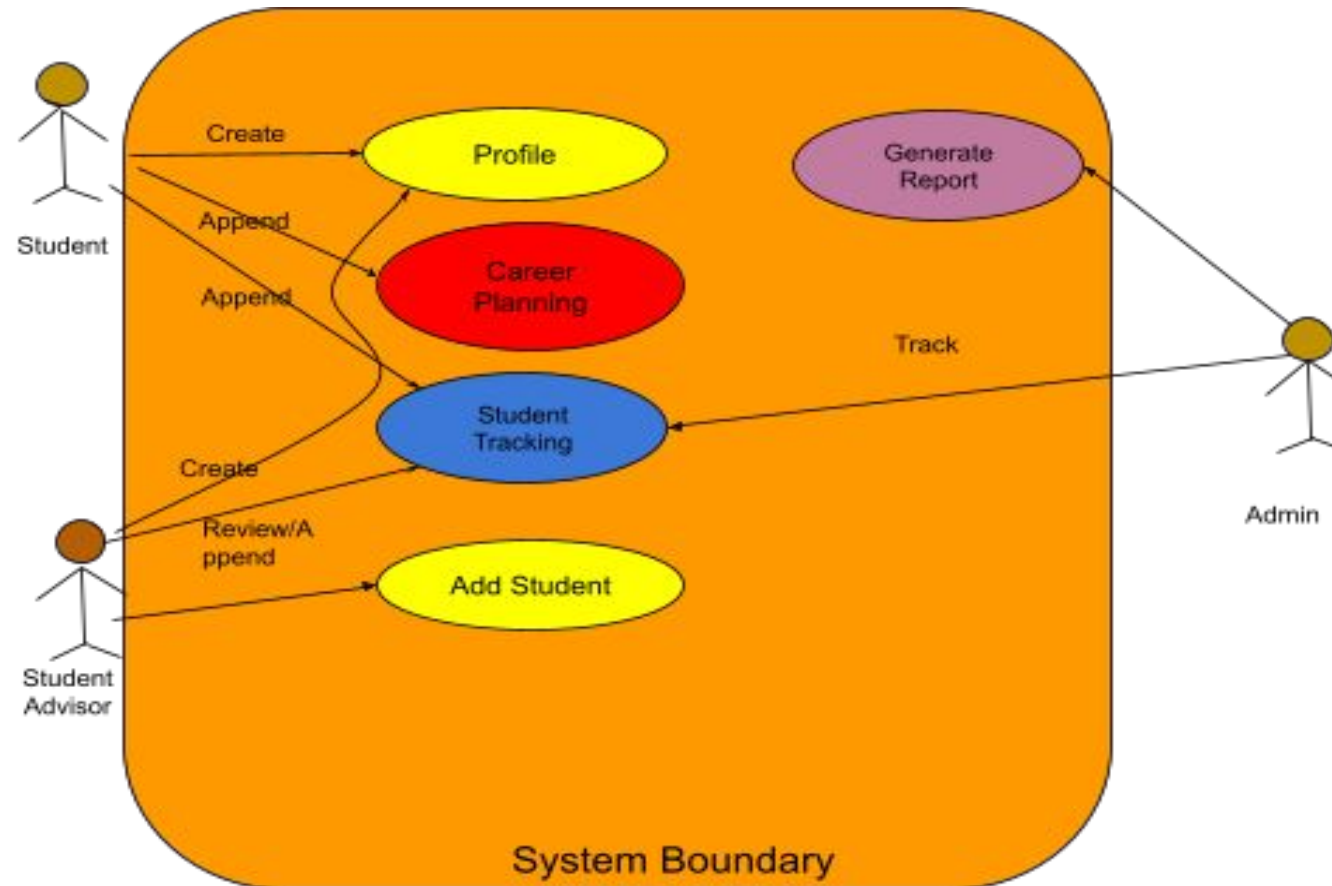 Create
Profile
Generate
Report
Student
Append
Career
Planning
Append
Track
Student
Tracking
Create
Admin
Review/A
ppend
Add Student
Student
Advisor
System Boundary